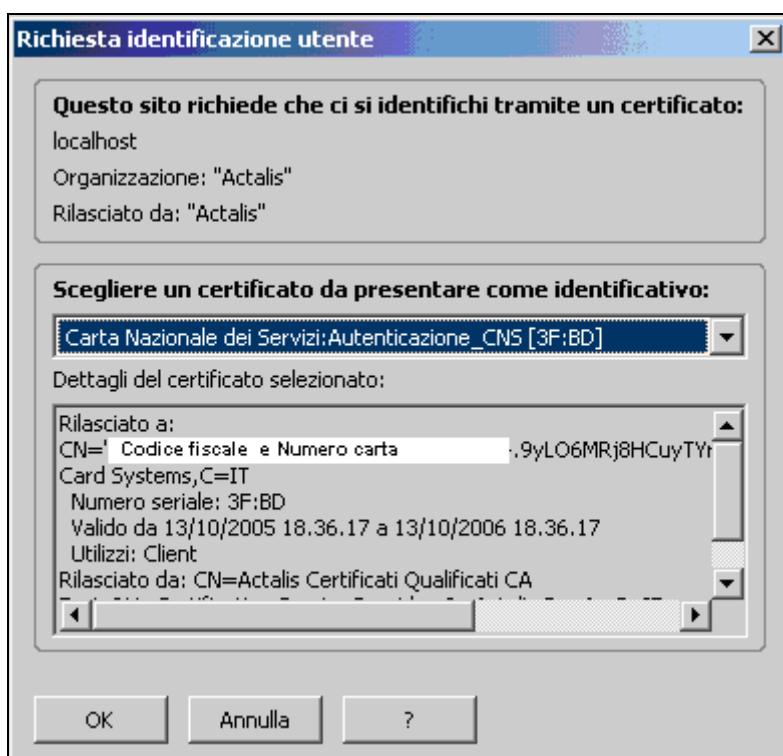 Richiesta identificazione utente
Questo sito richiede che ci si identifichi tramite un certificato:
localhost
Organizzazione: "Actalis"
Rilasciato da: "Actalis"
Scegliere un certificato da presentare come identificativo:
Carta Nazionale dei Servizi:Autenticazione_CNS [3F:BD]
Dettagli del certificato selezionato:
Rilasciato a:
CN=" Codice fiscale e Numero carta .9yLO6MRj8HCuyTYr
Card Systems,C=IT
Numero seriale: 3F:BD
Valido da 13/10/2005 18.36.17 a 13/10/2006 18.36.17
Utilizzi: Client
Rilasciato da: CN=Actalis Certificati Qualificati CA
OK Annulla ?